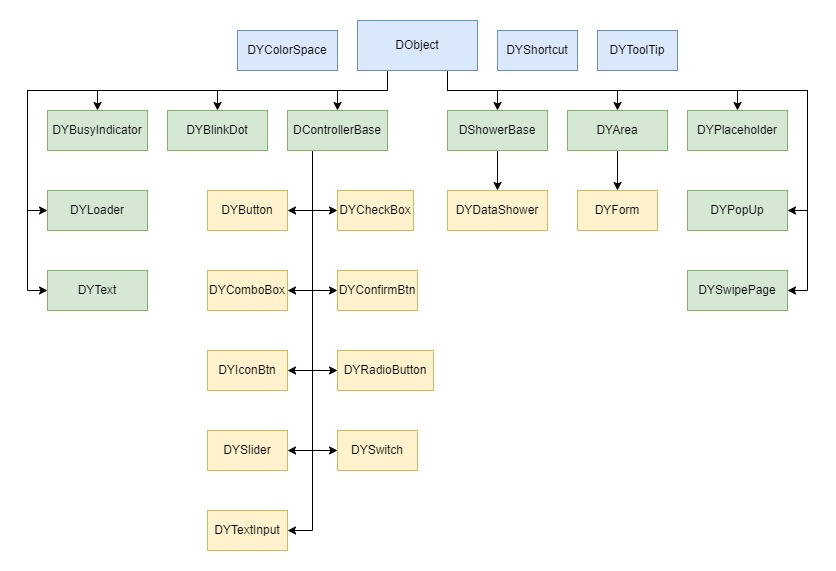 DYColorSpace
DObject
DYShortcut
DYToolTip
DYBusyIndicator
DYBlinkDot
DControllerBase
DShowerBase
DYArea
DYPlaceholder
DYLoader
DYButton
DYCheckBox
DYDataShower
DYForm
DYPopUp
DYText
DYComboBox
DYConfirmBtn
DYSwipePage
DYIconBtn
DYRadioButton
DYSlider
DYSwitch
DYTextInput